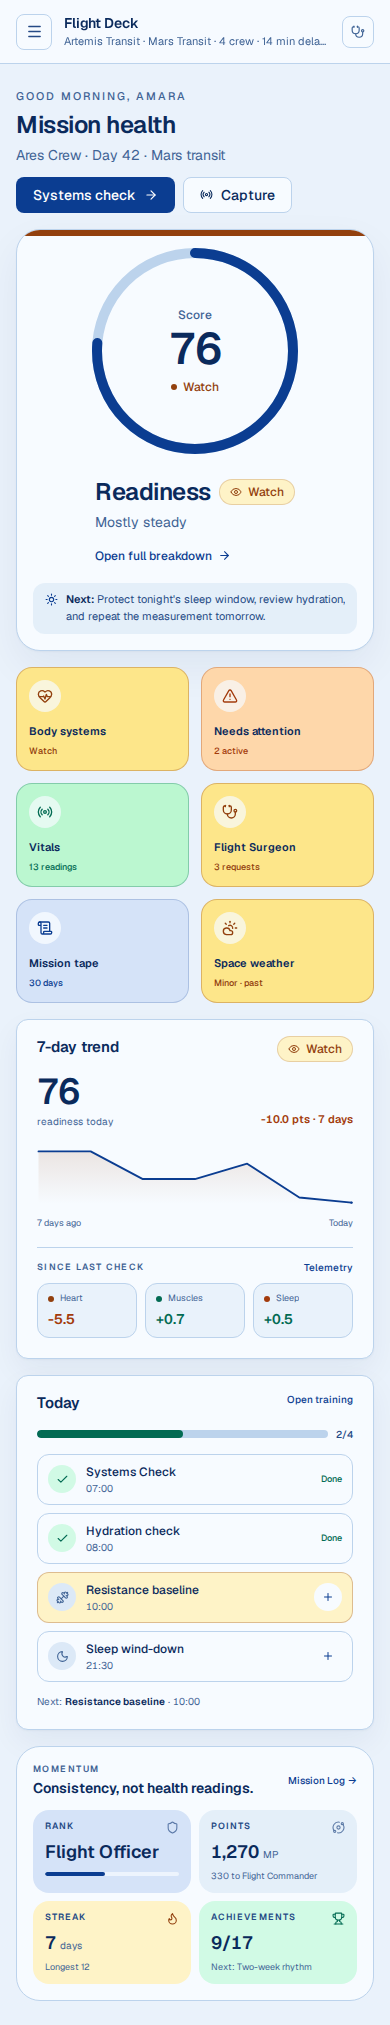 Flight Deck
Artemis Transit · Mars Transit · 4 crew · 14 min dela...
GOOD MORNING, AMARA
Mission health
Ares Crew · Day 42 · Mars transit
Systems check →
Capture
Score
76
Watch
Readiness
Watch
Mostly steady
Open full breakdown →
Next: Protect tonight's sleep window, review hydration,
and repeat the measurement tomorrow.
Body systems
Watch
Needs attention
2 active
Vitals
13 readings
Flight Surgeon
3 requests
Mission tape
30 days
Space weather
Minor · past
7-day trend
Watch
76
readiness today
-10.0 pts · 7 days
7 days ago
Today
SINCE LAST CHECK
Telemetry
Heart
-5.5
Muscles
+0.7
Sleep
+0.5
Today
Open training
2/4
Systems Check
07:00
Done
Hydration check
08:00
Done
Resistance baseline
10:00
+
Sleep wind-down
21:30
+
Next: Resistance baseline · 10:00
MOMENTUM
Consistency, not health readings.
Mission Log →
RANK
Flight Officer
POINTS
1,270 MP
330 to Flight Commander
STREAK
7 days
Longest 12
ACHIEVEMENTS
9/17
Next: Two-week rhythm